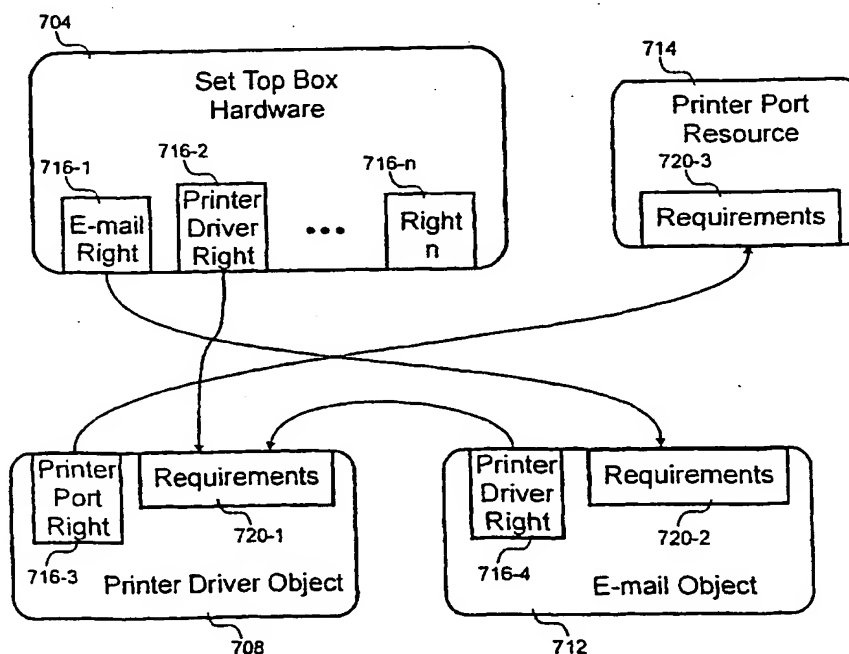 704
Set Top Box
Hardware
716-1
716-2
716-n
E-mail
Right
Printer
Driver
Right
•••
Right
n
714
Printer Port
Resource
720-3
Requirements
Printer
Port
Right
716-3
Requirements
720-1
Printer Driver Object
708
Printer
Driver
Right
716-4
Requirements
720-2
E-mail Object
712